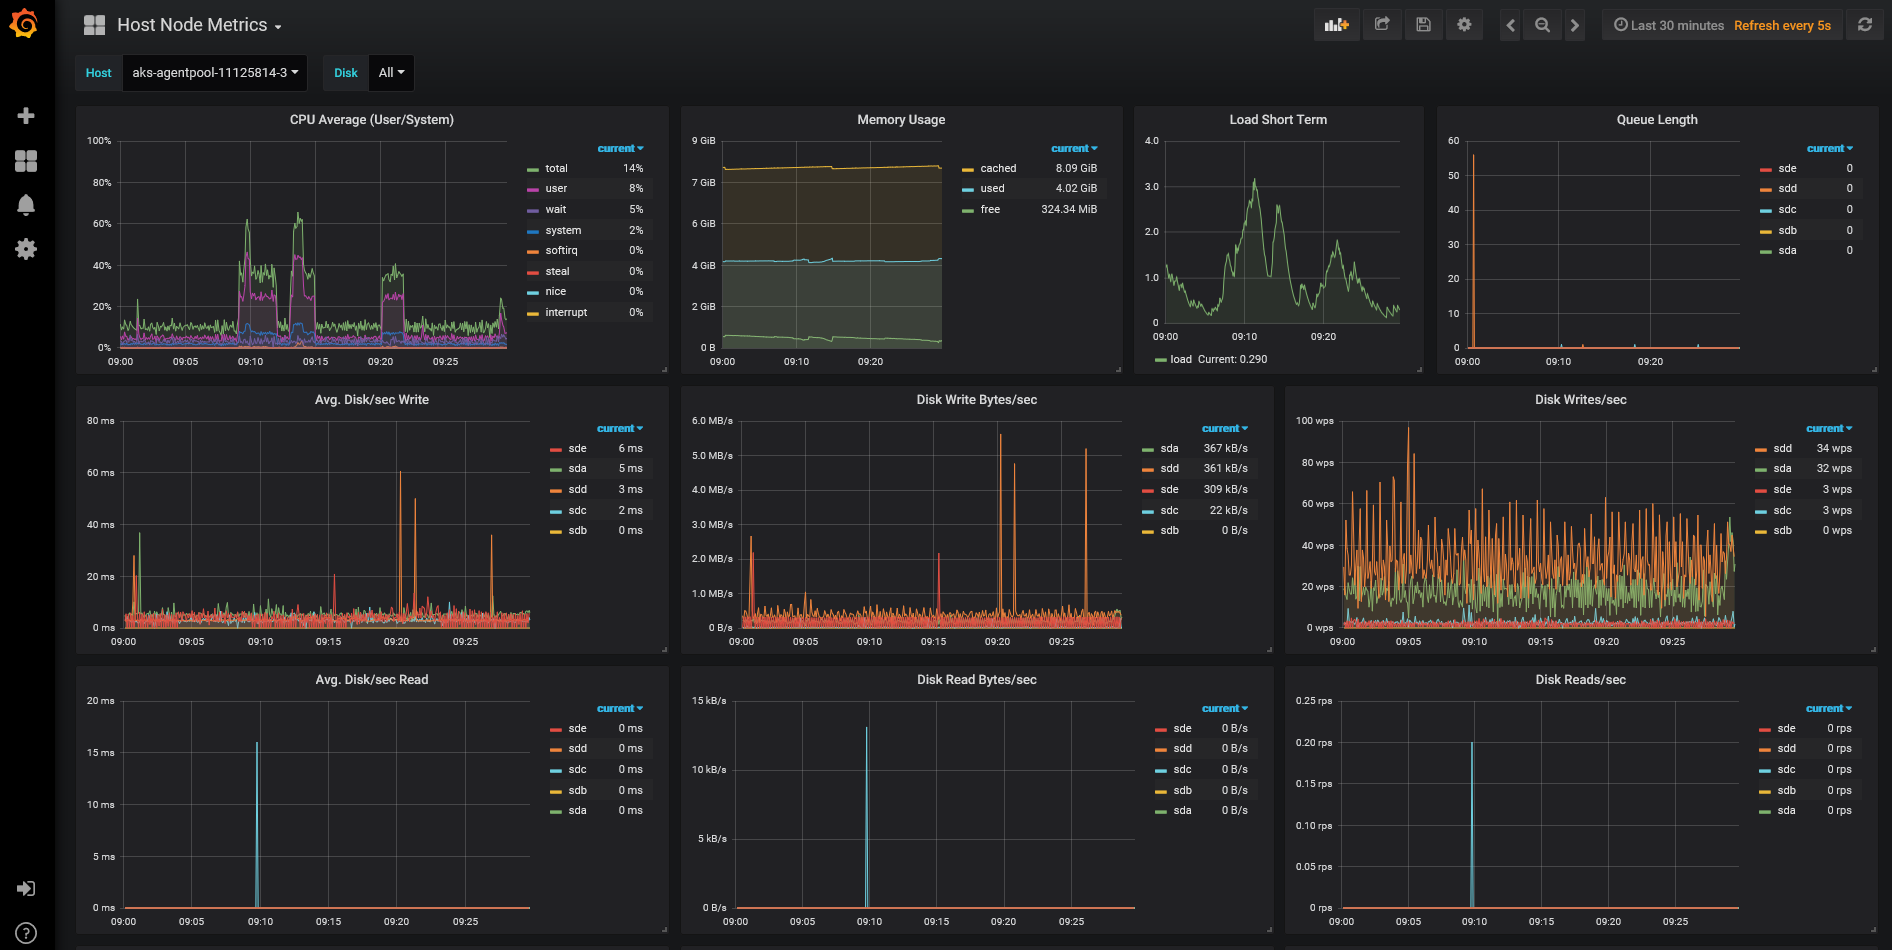 Host Node Metrics
Last 30 minutes Refresh every 5s
Host aks-agentpool-11125814-3 Disk All
CPU Average (User/System)
100%
80%
60%
40%
20%
0%
09:00 09:05 09:10 09:15 09:20 09:25
current
total 14%
user 8%
wait 5%
system 2%
softirq 0%
steal 0%
nice 0%
interrupt 0%
Memory Usage
9 GiB
7 GiB
6 GiB
4 GiB
2 GiB
0 B
09:00 09:10 09:20
current
cached 8.09 GiB
used 4.02 GiB
free 324.34 MiB
Load Short Term
4.0
3.0
2.0
1.0
0
09:00 09:10 09:20
load Current: 0.290
Queue Length
60
50
40
30
20
10
0
09:00 09:10 09:20
current
sde 0
sdd 0
sdc 0
sdb 0
sda 0
Avg. Disk/sec Write
80 ms
60 ms
40 ms
20 ms
0 ms
09:00 09:05 09:10 09:15 09:20 09:25
current
sde 6 ms
sda 5 ms
sdd 3 ms
sdc 2 ms
sdb 0 ms
Disk Write Bytes/sec
6.0 MB/s
5.0 MB/s
4.0 MB/s
3.0 MB/s
2.0 MB/s
1.0 MB/s
0 B/s
09:00 09:05 09:10 09:15 09:20 09:25
current
sda 367 kB/s
sdd 361 kB/s
sde 309 kB/s
sdc 22 kB/s
sdb 0 B/s
Disk Writes/sec
100 wps
80 wps
60 wps
40 wps
20 wps
0 wps
09:00 09:05 09:10 09:15 09:20 09:25
current
sdd 34 wps
sda 32 wps
sde 3 wps
sdc 3 wps
sdb 0 wps
Avg. Disk/sec Read
20 ms
15 ms
10 ms
5 ms
0 ms
09:00 09:05 09:10 09:15 09:20 09:25
current
sde 0 ms
sdd 0 ms
sdc 0 ms
sdb 0 ms
sda 0 ms
Disk Read Bytes/sec
15 kB/s
10 kB/s
5 kB/s
0 B/s
09:00 09:05 09:10 09:15 09:20 09:25
current
sde 0 B/s
sdd 0 B/s
sdc 0 B/s
sdb 0 B/s
sda 0 B/s
Disk Reads/sec
0.25 rps
0.20 rps
0.15 rps
0.10 rps
0.05 rps
0 rps
09:00 09:05 09:10 09:15 09:20 09:25
current
sde 0 rps
sdd 0 rps
sdc 0 rps
sdb 0 rps
sda 0 rps